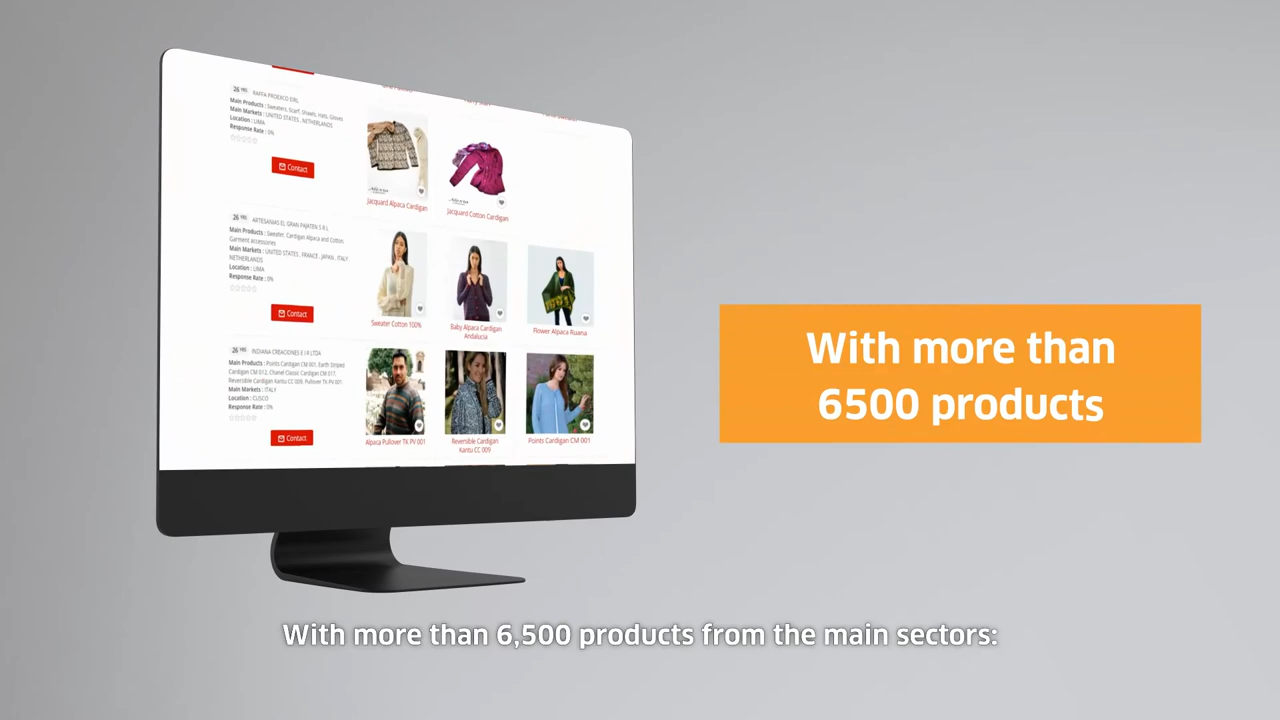 26 YRS RAFFA PROEXCO EIRL
Main Products : Sweaters, Scarf, Shawls, Hats, Gloves
Main Markets : UNITED STATES , NETHERLANDS
Location : LIMA
Response Rate : 0%
Contact
Jacquard Alpaca Cardigan
Jacquard Cotton Cardigan
26 YRS ARTESANIAS EL GRAN PAJATEN S R L
Main Products : Sweater, Cardigan Alpaca and Cotton,
Garment accessories
Main Markets : UNITED STATES , FRANCE , JAPAN , ITALY ,
NETHERLANDS
Location : LIMA
Response Rate : 0%
Contact
Sweater Cotton 100%
Baby Alpaca Cardigan
Andalucia
Flower Alpaca Ruana
26 YRS INDIANA CREACIONES E I R LTDA
Main Products : Points Cardigan CM 001, Earth Striped
Cardigan CM 012, Chanel Classic Cardigan CM 017,
Reversible Cardigan Kantu CC 009, Pullover TK PV 001
Main Markets : ITALY
Location : CUSCO
Response Rate : 0%
Contact
Alpaca Pullover TK PV 001
Reversible Cardigan
Kantu CC 009
Points Cardigan CM 001
With more than
6500 products
With more than 6,500 products from the main sectors: